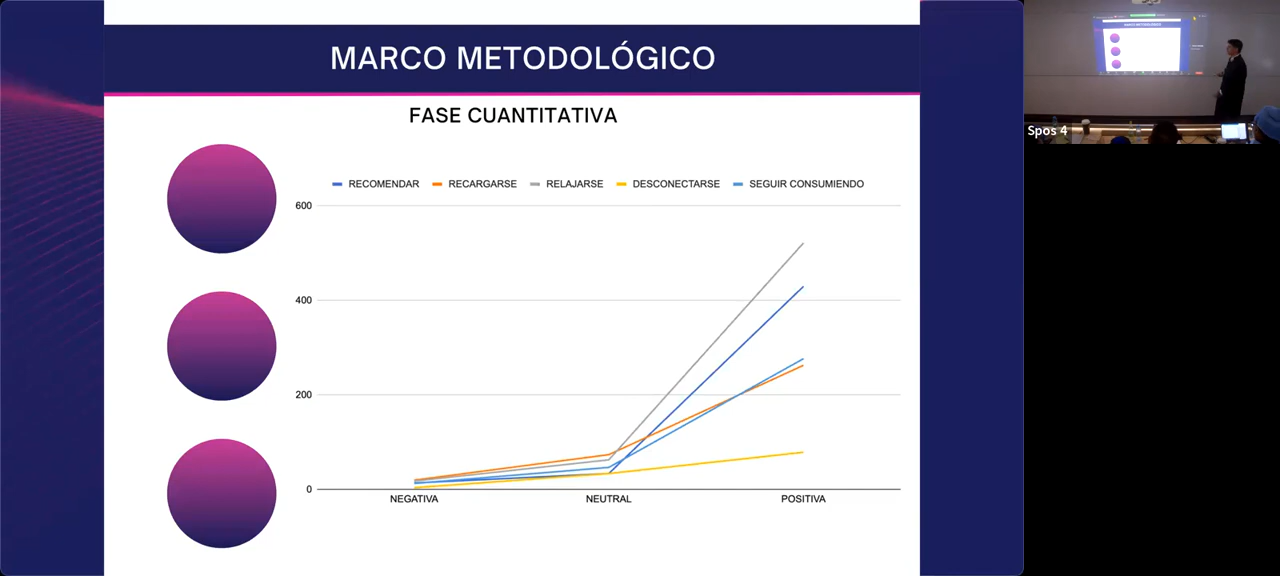 MARCO METODOLÓGICO
FASE CUANTITATIVA
RECOMENDAR RECARGARSE RELAJARSE DESCONECTARSE SEGUIR CONSUMIENDO
600
400
200
0
NEGATIVA NEUTRAL POSITIVA
Spos 4